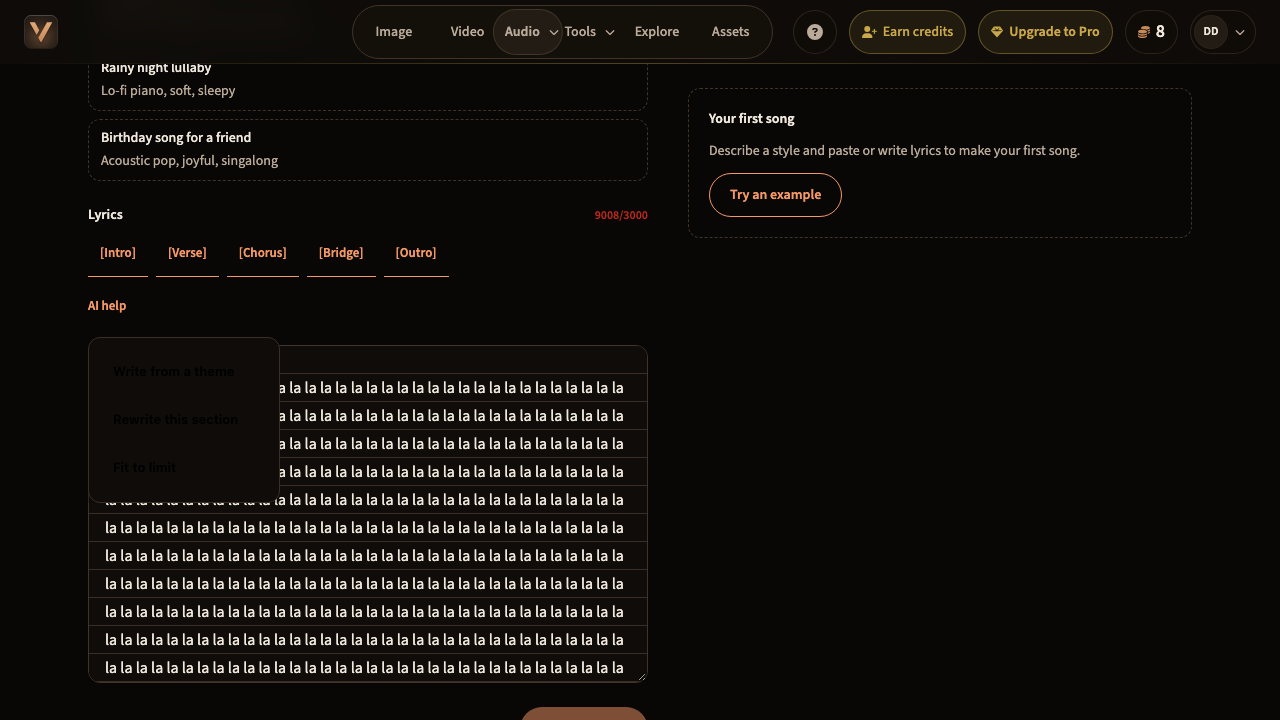 Image
Video
Audio
Tools
Explore
Assets
?
Earn credits
Upgrade to Pro
8
DD
Rainy night lullaby
Lo-fi piano, soft, sleepy
Birthday song for a friend
Acoustic pop, joyful, singalong
Lyrics
9008/3000
[Intro]
[Verse]
[Chorus]
[Bridge]
[Outro]
AI help
Write from a theme
Rewrite this section
Fit to limit
la la la la la la la la la la la la la la la la la la la la la la
la la la la la la la la la la la la la la la la la la la la la la
la la la la la la la la la la la la la la la la la la la la la la
la la la la la la la la la la la la la la la la la la la la la la
la la la la la la la la la la la la la la la la la la la la la la la la la la la la la la la la la la
la la la la la la la la la la la la la la la la la la la la la la la la la la la la la la la la la la
la la la la la la la la la la la la la la la la la la la la la la la la la la la la la la la la la la
la la la la la la la la la la la la la la la la la la la la la la la la la la la la la la la la la la
la la la la la la la la la la la la la la la la la la la la la la la la la la la la la la la la la la
la la la la la la la la la la la la la la la la la la la la la la la la la la la la la la la la la la
la la la la la la la la la la la la la la la la la la la la la la la la la la la la la la la la la la
Your first song
Describe a style and paste or write lyrics to make your first song.
Try an example